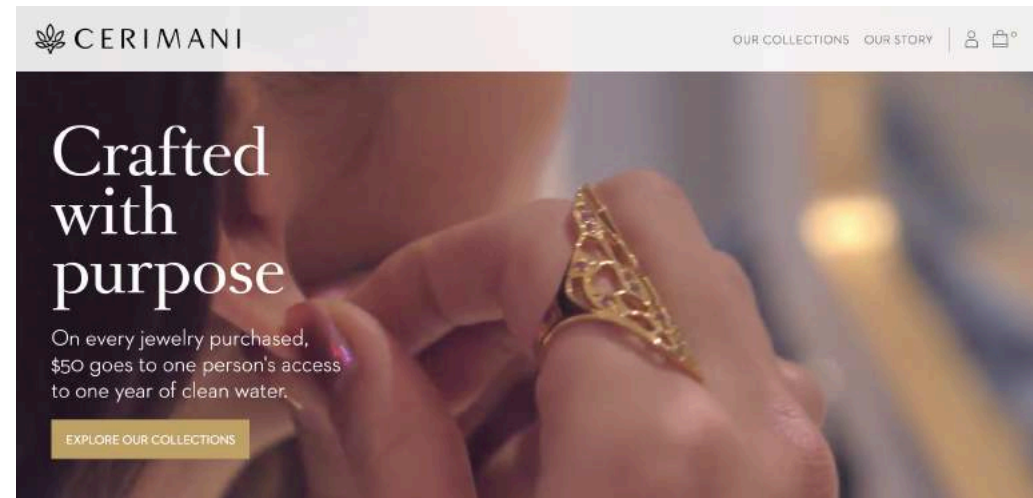 CERIMANI
OUR COLLECTIONS OUR STORY
0
Crafted
with
purpose
On every jewelry purchased,
$50 goes to one person's access
to one year of clean water.
EXPLORE OUR COLLECTIONS